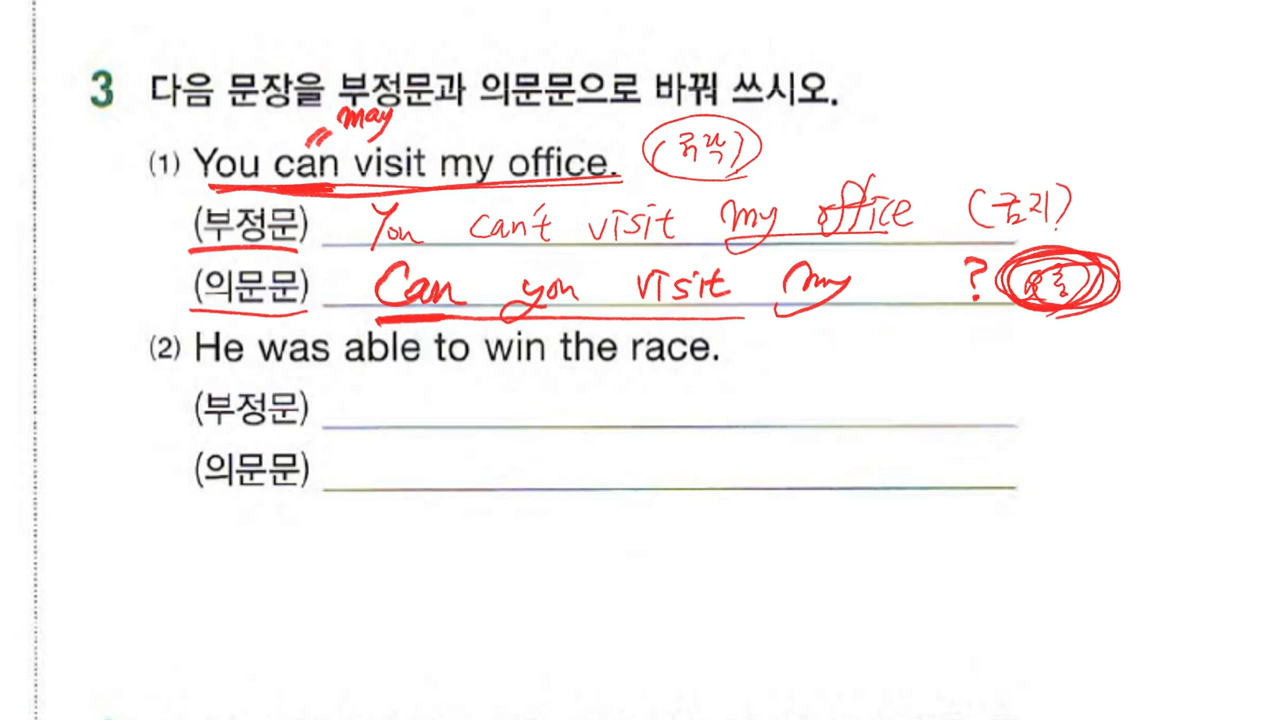 3 다음 문장을 부정문과 의문문으로 바꿔 쓰시오.
" may
(1) You can visit my office. (허락)
(부정문) You can't visit my office (금지)
(의문문) Can you visit my ? (요청)
(2) He was able to win the race.
(부정문)
(의문문)